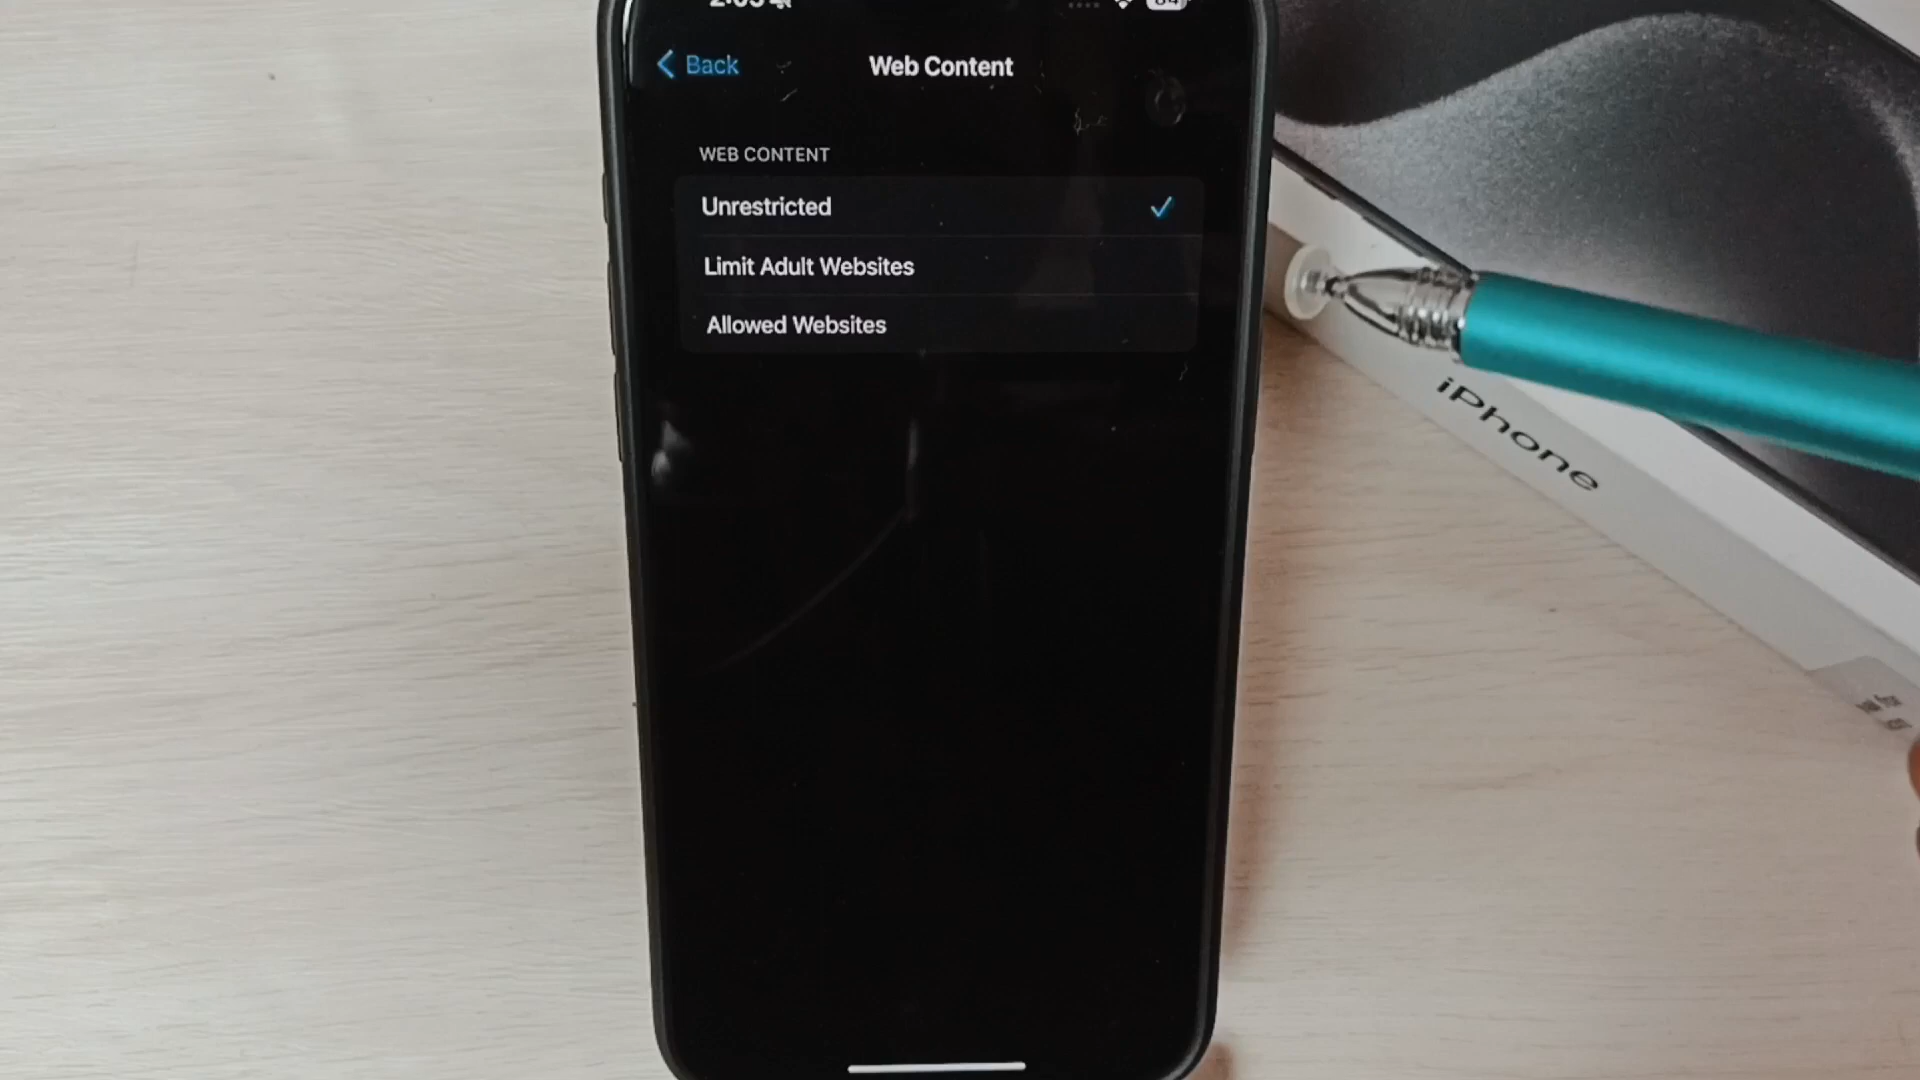 Back
Web Content
WEB CONTENT
Unrestricted
Limit Adult Websites
Allowed Websites
iPhone